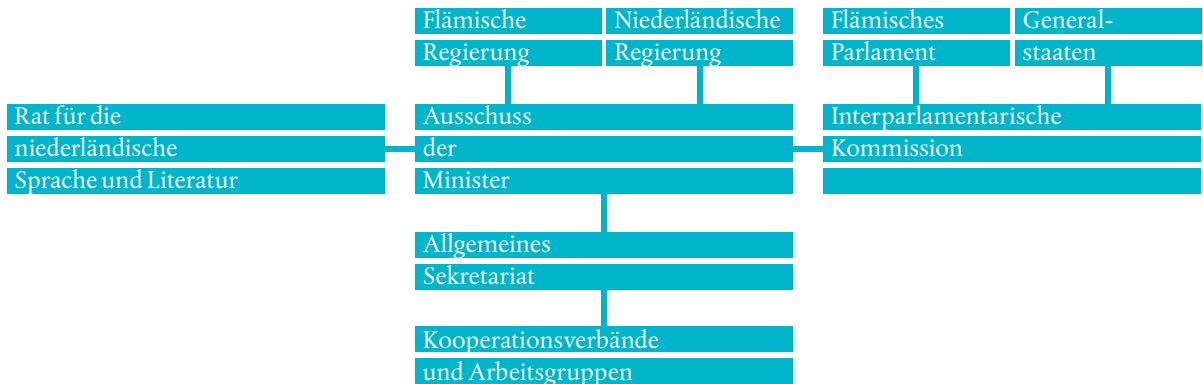 Flämische
Regierung
Niederländische
Regierung
Flämisches
Parlament
General-
staaten
Rat für die
niederländische
Sprache und Literatur
Ausschuss
der
Minister
Interparlamentarische
Kommission
Allgemeines
Sekretariat
Kooperationsverbände
und Arbeitsgruppen